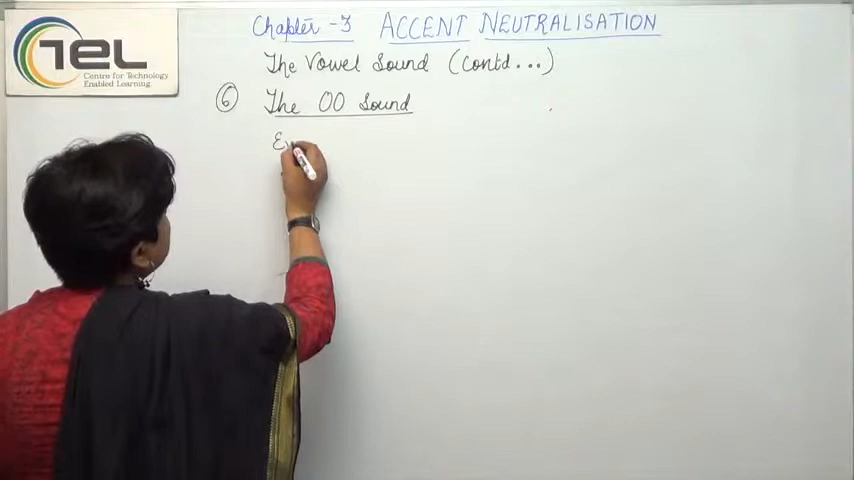 TEL
Centre for Technology
Enabled Learning
Chapter - 3 ACCENT NEUTRALISATION
The Vowel Sound (Contd...)
6 The OO Sound